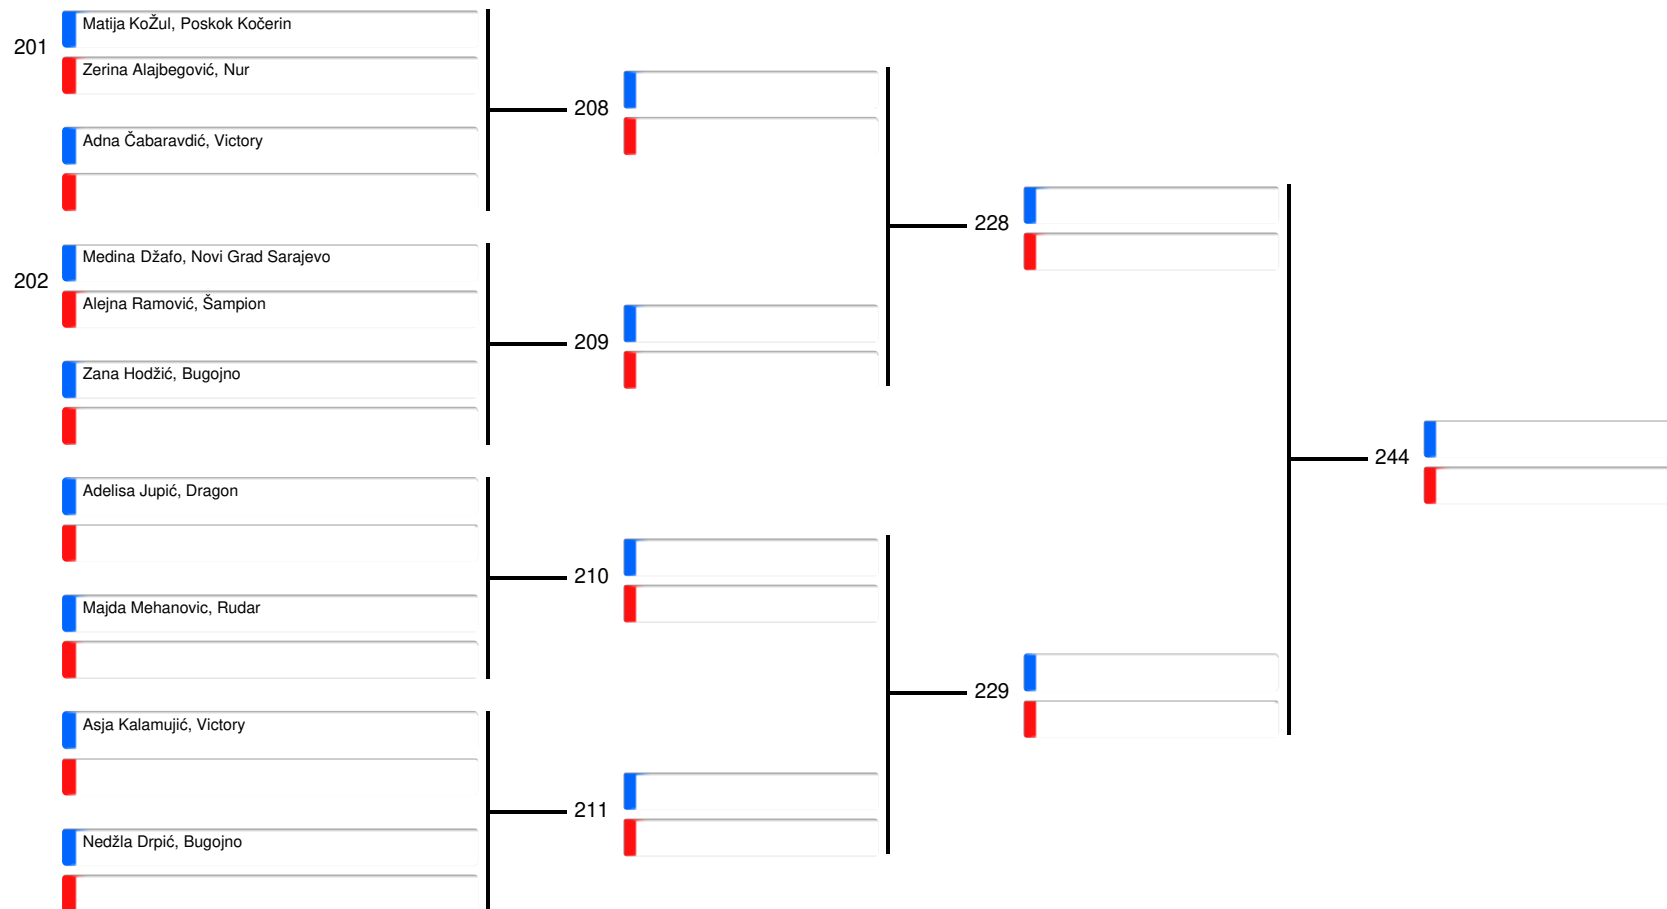 201
Matija KoŽul, Poskok Kočerin
Zerina Alajbegović, Nur
Adna Čabaravdić, Victory
202
Medina Džafo, Novi Grad Sarajevo
Alejna Ramović, Šampion
Zana Hodžić, Bugojno
Adelisa Jupić, Dragon
Majda Mehanovic, Rudar
Asja Kalamujić, Victory
Nedžla Drpić, Bugojno
208
209
210
211
228
229
244